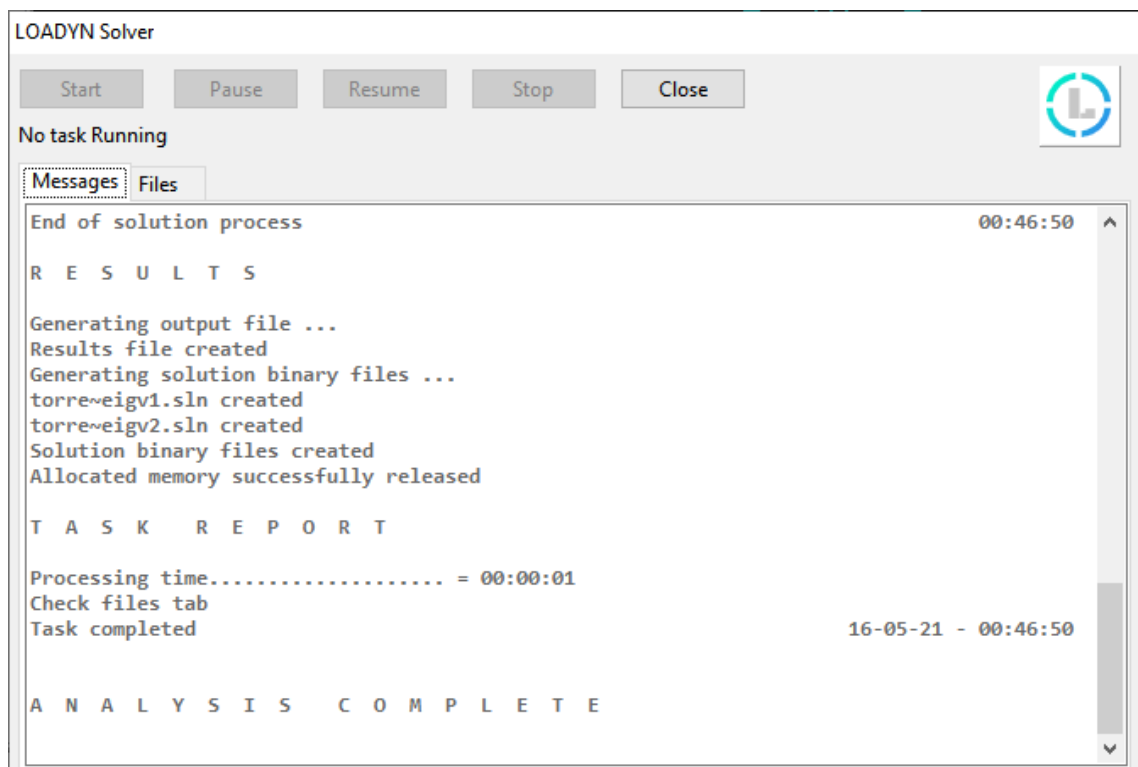 LOADYN Solver
Start Pause Resume Stop Close
L
No task Running
Messages Files
End of solution process 00:46:50
R E S U L T S
Generating output file ...
Results file created
Generating solution binary files ...
torre~eigv1.sln created
torre~eigv2.sln created
Solution binary files created
Allocated memory successfully released
T A S K R E P O R T
Processing time.................... = 00:00:01
Check files tab
Task completed 16-05-21 - 00:46:50
A N A L Y S I S C O M P L E T E